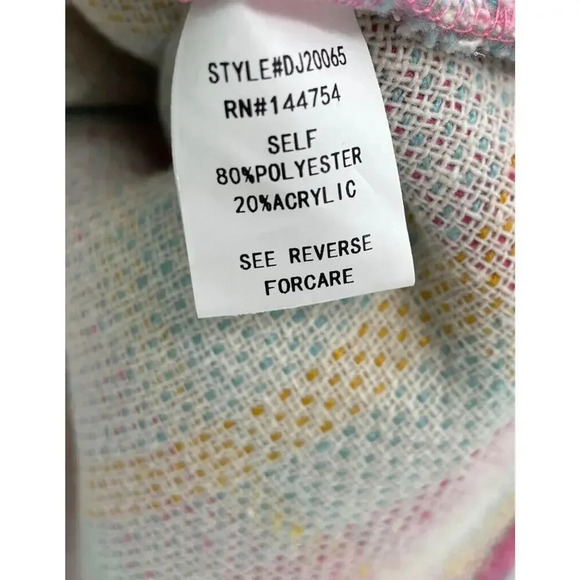 STYLE#DJ20065
RN#144754
SELF
80%POLYESTER
20%ACRYLIC
SEE REVERSE
FORCARE